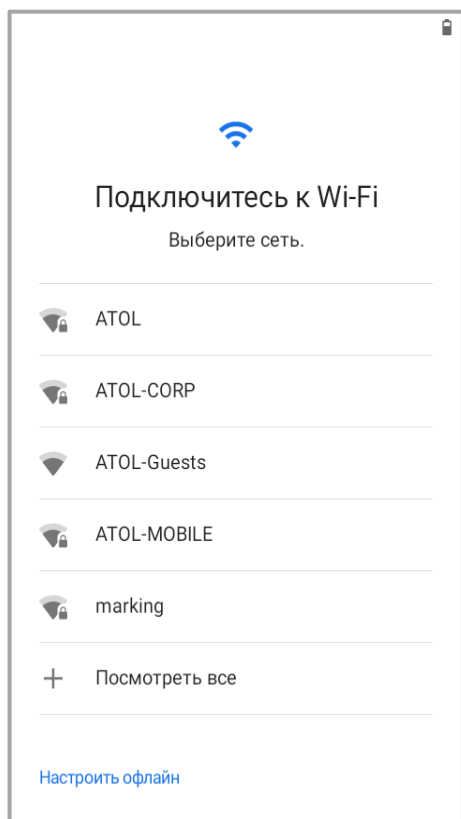 Подключитесь к Wi-Fi
Выберите сеть.
ATOL
ATOL-CORP
ATOL-Guests
ATOL-MOBILE
marking
Посмотреть все
Настроить офлайн